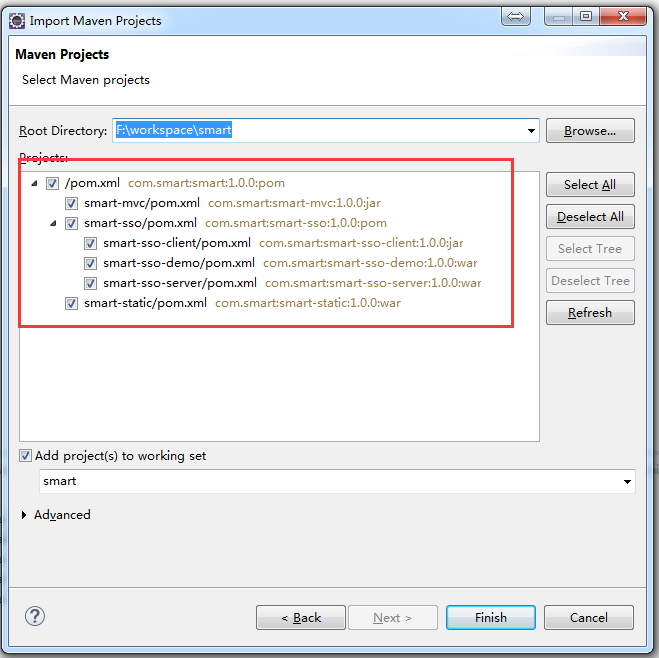 Import Maven Projects
Maven Projects
Select Maven projects
Root Directory: F:\workspace\smart Browse...
Projects:
/pom.xml com.smart:smart:1.0.0:pom
smart-mvc/pom.xml com.smart:smart-mvc:1.0.0:jar
smart-sso/pom.xml com.smart:smart-sso:1.0.0:pom
smart-sso-client/pom.xml com.smart:smart-sso-client:1.0.0:jar
smart-sso-demo/pom.xml com.smart:smart-sso-demo:1.0.0:war
smart-sso-server/pom.xml com.smart:smart-sso-server:1.0.0:war
smart-static/pom.xml com.smart:smart-static:1.0.0:war
Select All
Deselect All
Select Tree
Deselect Tree
Refresh
Add project(s) to working set
smart
Advanced
< Back Next > Finish Cancel